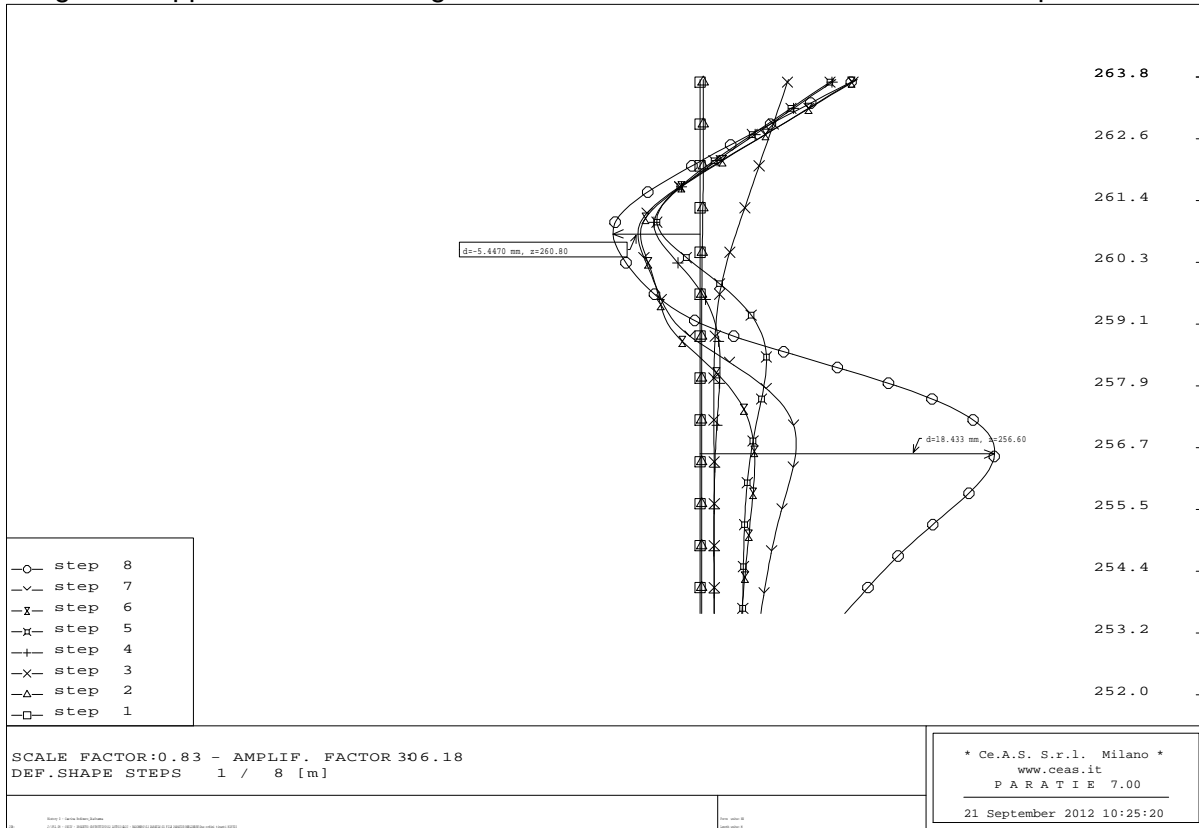 263.8
262.6
261.4
260.3
d=-5.4470 mm, z=260.80
259.1
257.9
d=18.433 mm, z=256.60
256.7
255.5
254.4
253.2
252.0
step 8
step 7
step 6
step 5
step 4
step 3
step 2
step 1
SCALE FACTOR:0.83 - AMPLIF. FACTOR 306.18
DEF.SHAPE STEPS 1 / 8 [m]
* Ce.A.S. S.r.l. Milano *
www.ceas.it
P A R A T I E 7.00
21 September 2012 10:25:20